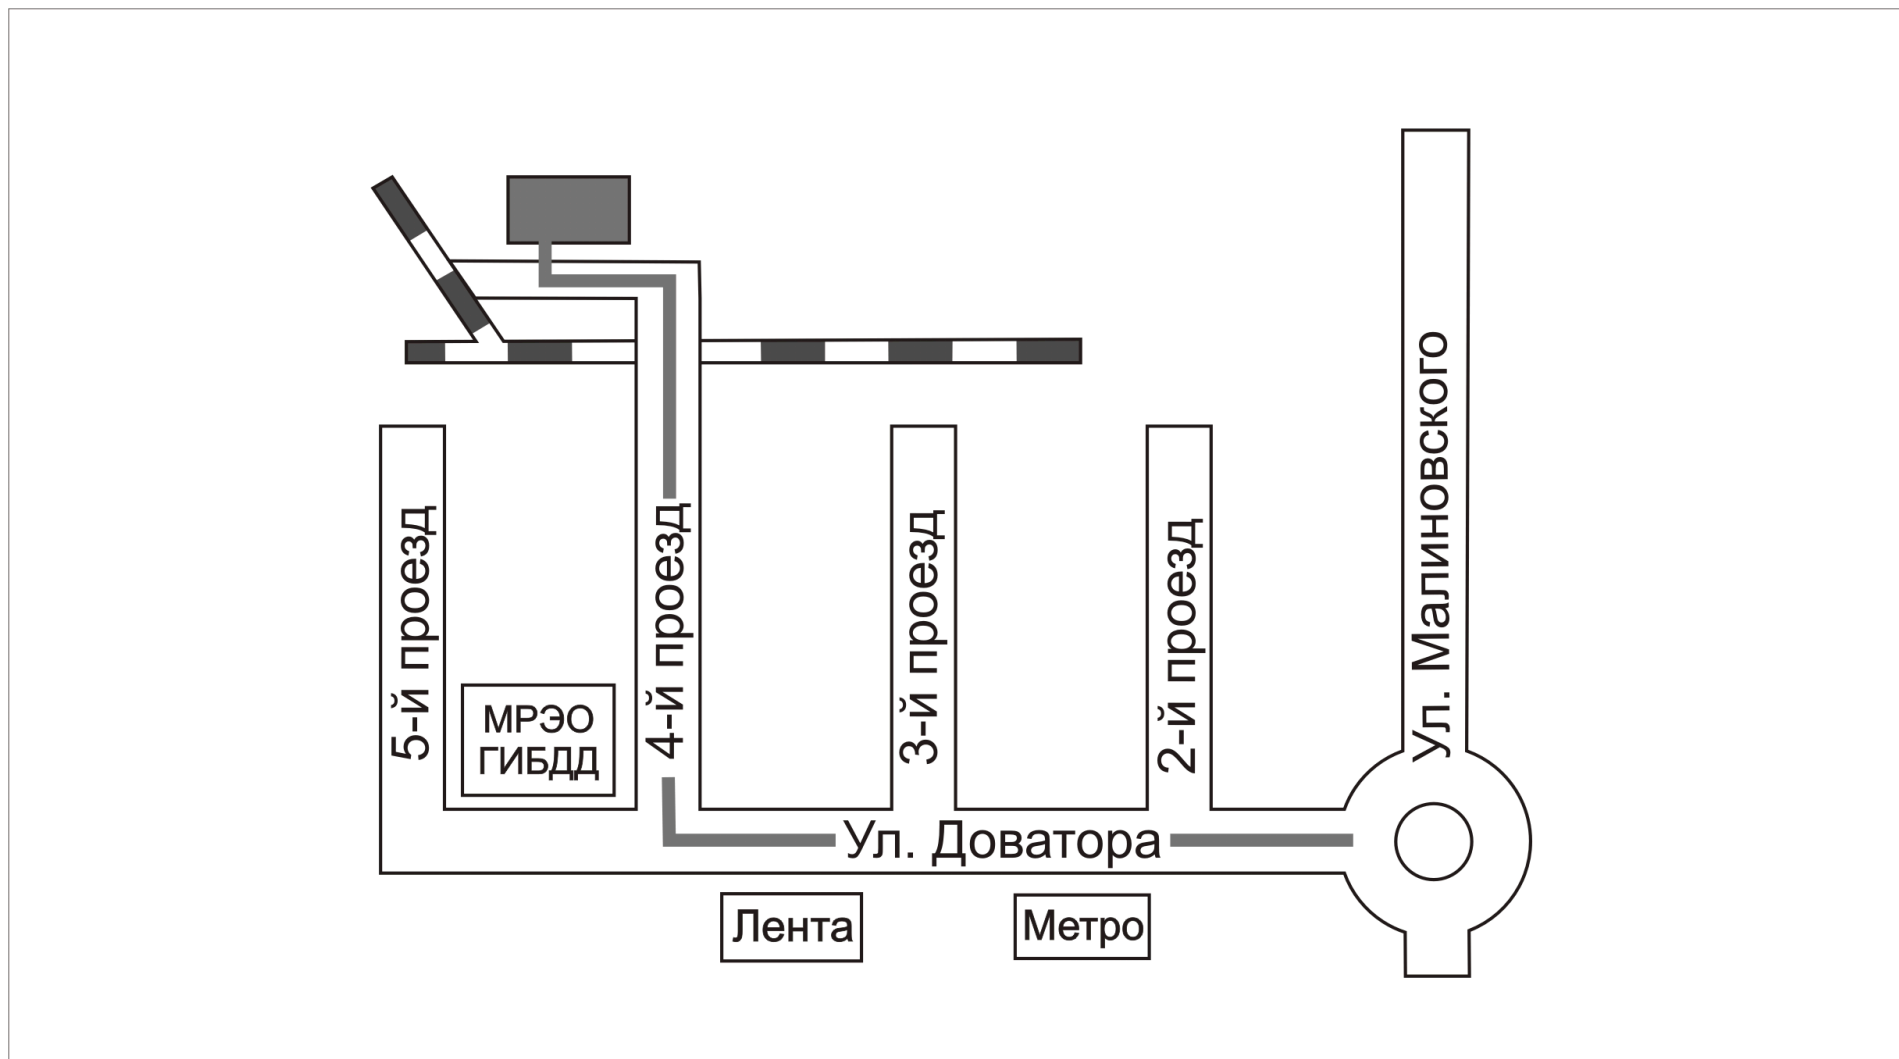 5-й проезд
МРЭО
ГИБДД
4-й проезд
3-й проезд
2-й проезд
Ул. Малиновского
Ул. Доватора
Лента
Метро